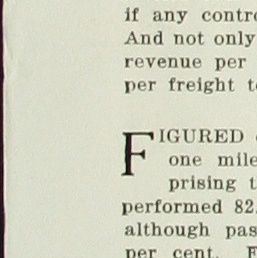 if any contro
And not only
revenue per
per freight t
FIGURED
one mile
prising t
performed 82.
although pas
per cent. F